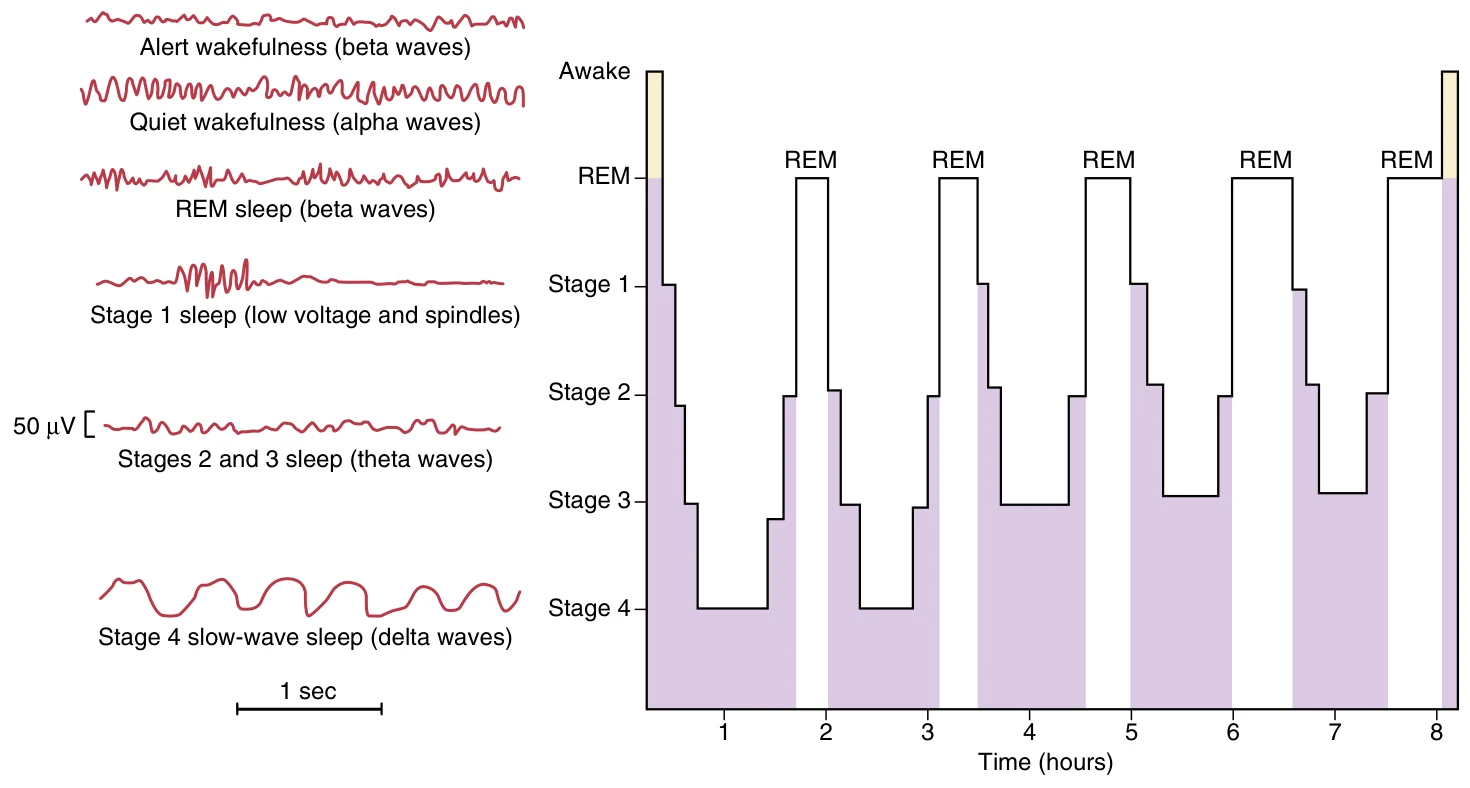 Alert wakefulness (beta waves)
Quiet wakefulness (alpha waves)
REM sleep (beta waves)
Stage 1 sleep (low voltage and spindles)
50 μV
Stages 2 and 3 sleep (theta waves)
Stage 4 slow-wave sleep (delta waves)
1 sec
Awake
REM
Stage 1
Stage 2
Stage 3
Stage 4
REM REM REM REM REM
1 2 3 4 5 6 7 8
Time (hours)